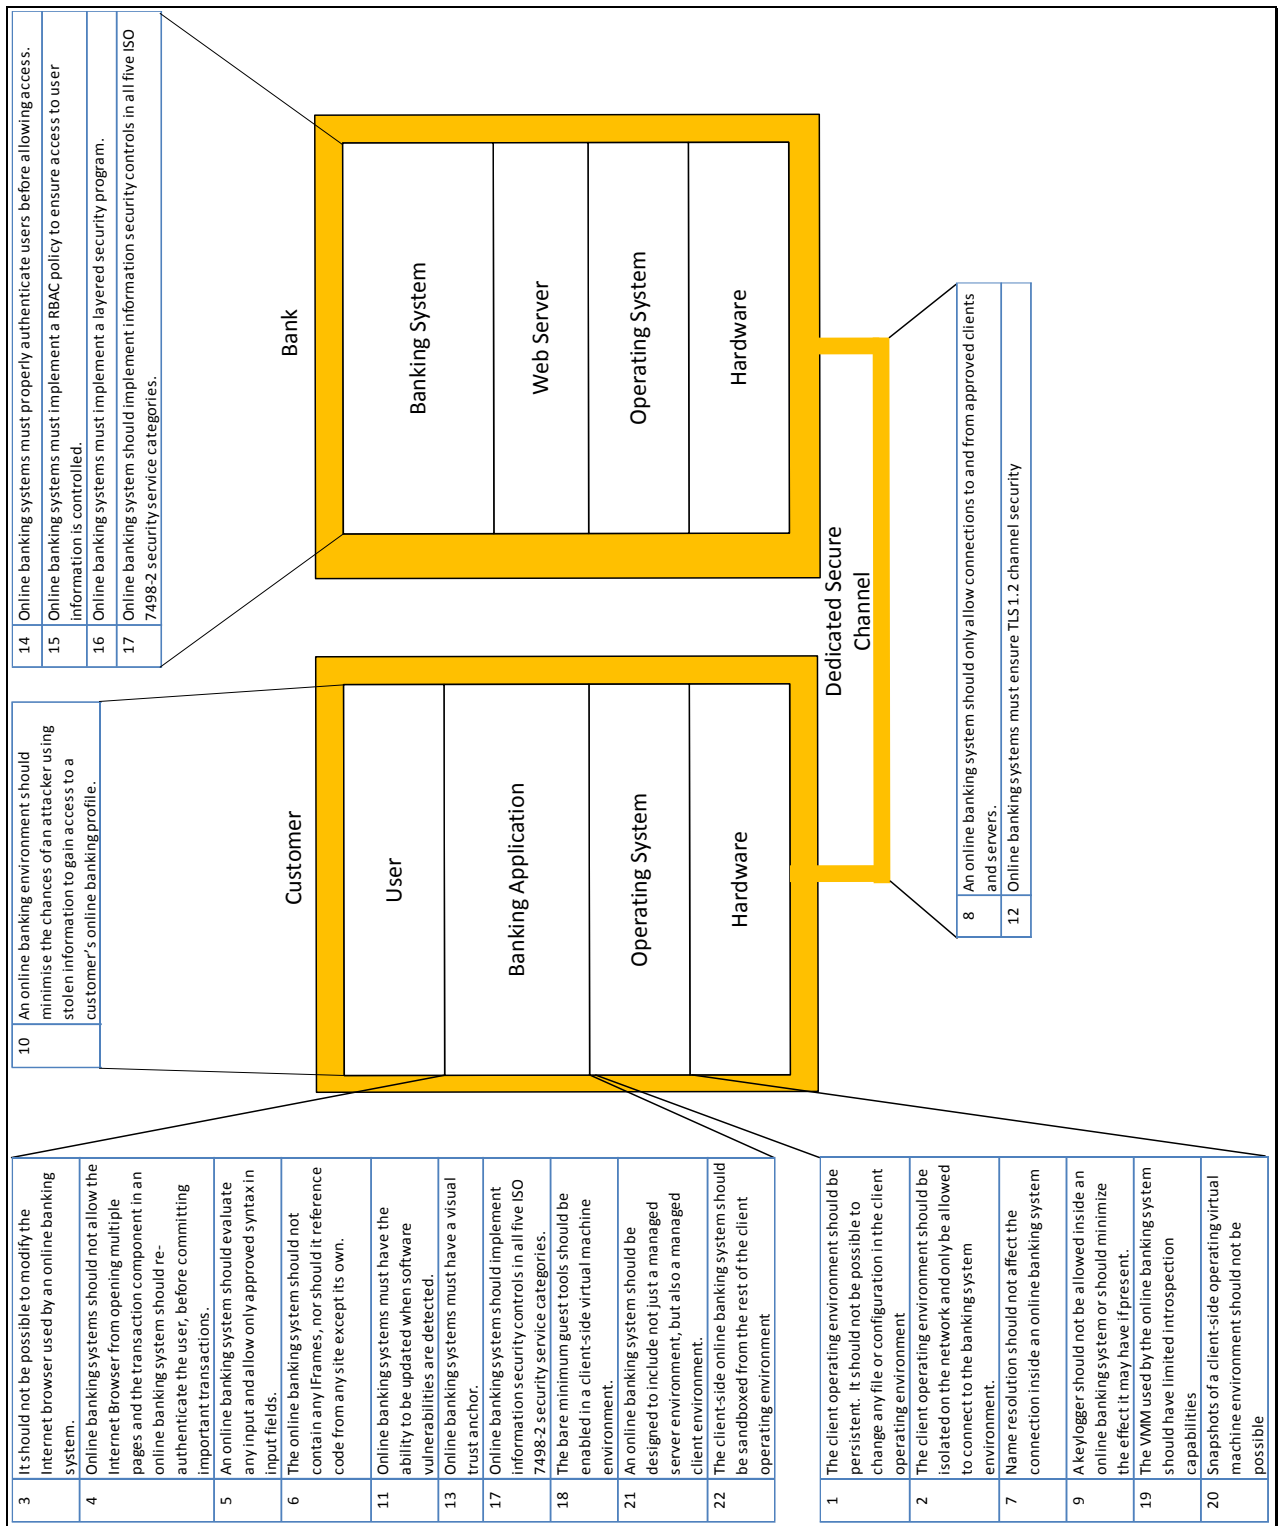 3 It should not be possible to modify the
Internet browser used by an online banking
system.
4 Online banking systems should not allow the
Internet Browser from opening multiple
pages and the transaction component in an
online banking system should re-
authenticate the user, before committing
important transactions.
5 An online banking system should evaluate
any input and allow only approved syntax in
input fields.
6 The online banking system should not
contain any IFrames, nor should it reference
code from any site except its own.
11 Online banking systems must have the
ability to be updated when software
vulnerabilities are detected.
13 Online banking systems must have a visual
trust anchor.
17 Online banking system should implement
information security controls in all five ISO
7498-2 security service categories.
18 The bare minimum guest tools should be
enabled in a client-side virtual machine
environment.
21 An online banking system should be
designed to include not just a managed
server environment, but also a managed
client environment.
22 The client-side online banking system should
be sandboxed from the rest of the client
operating environment
1 The client operating environment should be
persistent. It should not be possible to
change any file or configuration in the client
operating environment
2 The client operating environment should be
isolated on the network and only be allowed
to connect to the banking system
environment.
7 Name resolution should not affect the
connection inside an online banking system
9 A keylogger should not be allowed inside an
online banking system or should minimize
the effect it may have if present.
19 The VMM used by the online banking system
should have limited introspection
capabilities
20 Snapshots of a client-side operating virtual
machine environment should not be
possible
10 An online banking environment should
minimise the chances of an attacker using
stolen information to gain access to a
customer's online banking profile.
Customer
User
Banking Application
Operating System
Hardware
Dedicated Secure
Channel
8 An online banking system should only allow connections to and from approved clients
and servers.
12 Online banking systems must ensure TLS 1.2 channel security
14 Online banking systems must properly authenticate users before allowing access.
15 Online banking systems must implement a RBAC policy to ensure access to user
information is controlled.
16 Online banking systems must implement a layered security program.
17 Online banking system should implement information security controls in all five ISO
7498-2 security service categories.
Bank
Banking System
Web Server
Operating System
Hardware